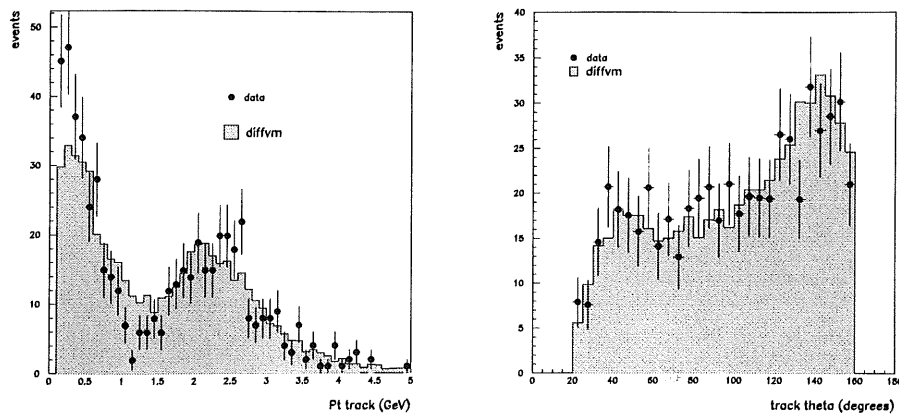 events
50
40
30
20
10
0
data
diffvm
0 0.5 1 1.5 2 2.5 3 3.5 4 4.5 5
Pt track (GeV)
events
40
35
30
25
20
15
10
5
0
data
diffvm
0 20 40 60 80 100 120 140 160 180
track theta (degrees)